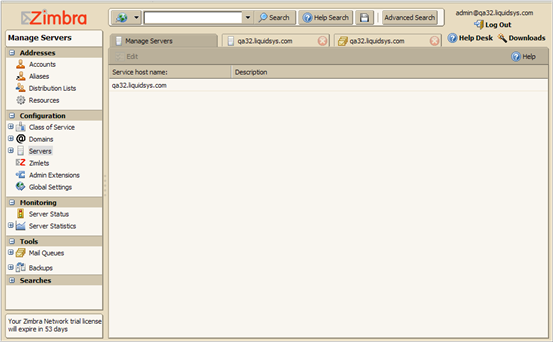 Zimbra
Search
Help Search
Advanced Search
admin@qa32.liquidsys.com
Log Out
Help Desk
Downloads
Manage Servers
Addresses
Accounts
Aliases
Distribution Lists
Resources
Configuration
Class of Service
Domains
Servers
Zimlets
Admin Extensions
Global Settings
Monitoring
Server Status
Server Statistics
Tools
Mail Queues
Backups
Searches
Your Zimbra Network trial license
will expire in 53 days
Manage Servers
qa32.liquidsys.com
qa32.liquidsys.com
Edit
Help
Service host name:
Description
qa32.liquidsys.com